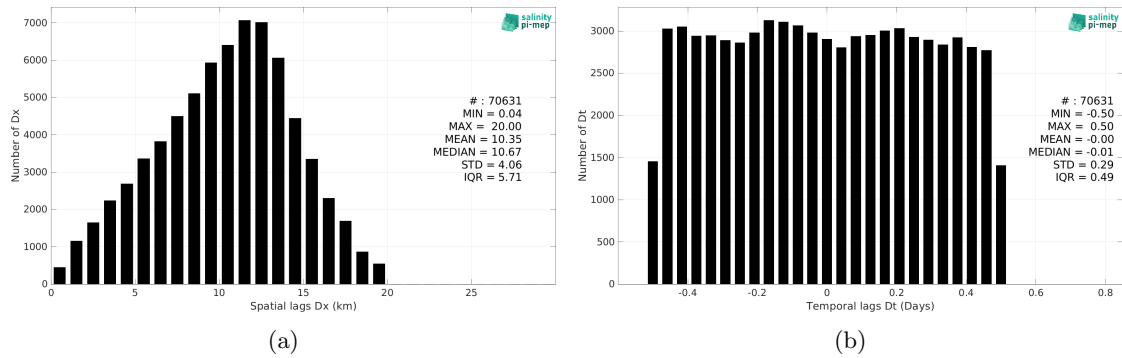 7000
6000
5000
4000
3000
2000
1000
0
Number of Dx
salinity
pi-mep
# : 70631
MIN = 0.04
MAX = 20.00
MEAN = 10.35
MEDIAN = 10.67
STD = 4.06
IQR = 5.71
0 5 10 15 20 25
Spatial lags Dx (km)
(a)
3000
2500
2000
1500
1000
500
0
Number of Dt
salinity
pi-mep
# : 70631
MIN = -0.50
MAX = 0.50
MEAN = -0.00
MEDIAN = -0.01
STD = 0.29
IQR = 0.49
-0.4 -0.2 0 0.2 0.4 0.6 0.8
Temporal lags Dt (Days)
(b)